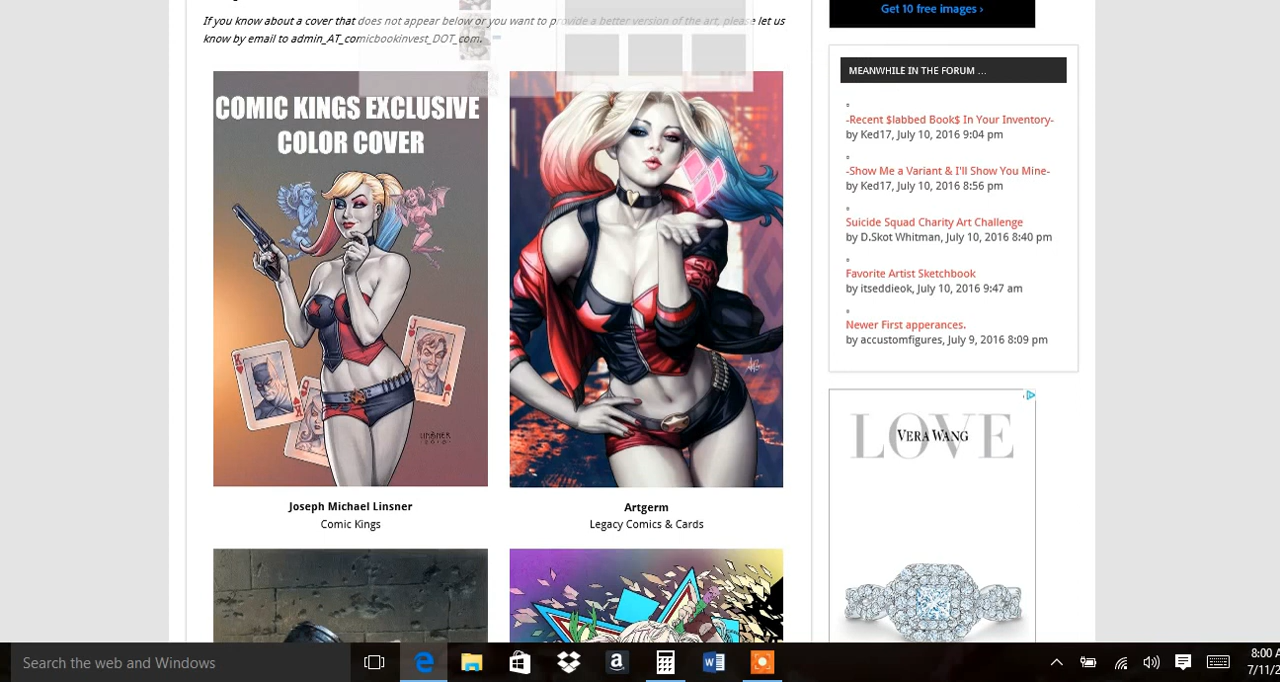 If you know about a cover that does not appear below or you want to provide a better version of the art, please let us
know by email to admin_AT_comicbookinvest_DOT_com.
COMIC KINGS EXCLUSIVE
COLOR COVER
LINSNER
Joseph Michael Linsner
Comic Kings
Artgerm
Legacy Comics & Cards
Get 10 free images ›
MEANWHILE IN THE FORUM ...
-Recent $labbed Book$ In Your Inventory-
by Ked17, July 10, 2016 9:04 pm
-Show Me a Variant & I'll Show You Mine-
by Ked17, July 10, 2016 8:56 pm
Suicide Squad Charity Art Challenge
by D.Skot Whitman, July 10, 2016 8:40 pm
Favorite Artist Sketchbook
by itseddieok, July 10, 2016 9:47 am
Newer First apperances.
by accustomfigures, July 9, 2016 8:09 pm
LOVE
VERA WANG
Search the web and Windows
8:00 A
7/11/2